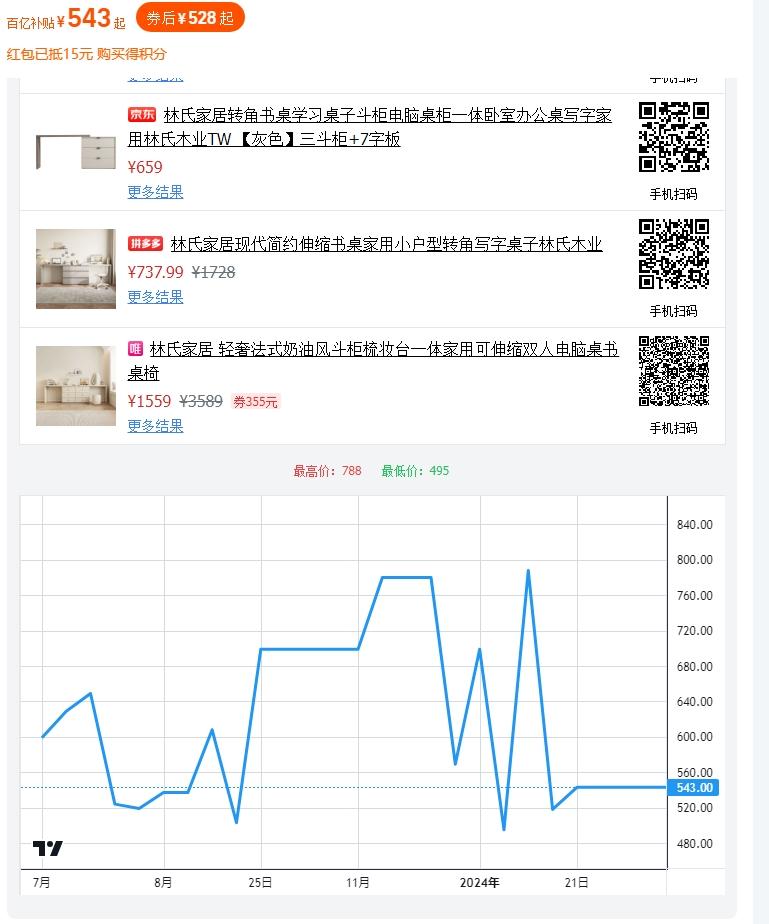 百亿补贴¥543起 券后¥528起
红包已抵15元 购买得积分
更多结果
手机扫码
京东 林氏家居转角书桌学习桌子斗柜电脑桌柜一体卧室办公桌写字家
用林氏木业TW 【灰色】三斗柜+7字板
¥659
更多结果
手机扫码
拼多多 林氏家居现代简约伸缩书桌家用小户型转角写字桌子林氏木业
¥737.99 ¥1728
更多结果
手机扫码
唯 林氏家居 轻奢法式奶油风斗柜梳妆台一体家用可伸缩双人电脑桌书
桌椅
¥1559 ¥3589 券355元
更多结果
手机扫码
最高价：788 最低价：495
840.00
800.00
760.00
720.00
680.00
640.00
600.00
560.00
543.00
520.00
480.00
7月 8月 25日 11月 2024年 21日